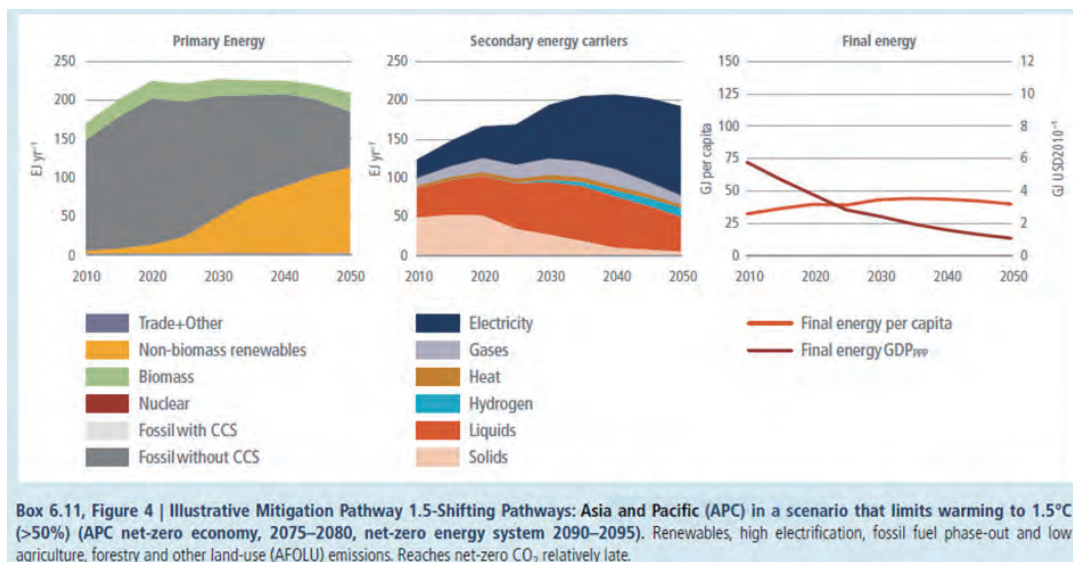 Primary Energy
Secondary energy carriers
Final energy
250
200
150
100
50
0
EJ yr⁻¹
2010 2020 2030 2040 2050
250
200
150
100
50
0
EJ yr⁻¹
2010 2020 2030 2040 2050
150
125
100
75
50
25
0
GJ per capita
12
10
8
6
4
2
0
GJ USD2010⁻¹
2010 2020 2030 2040 2050
Trade+Other
Non-biomass renewables
Biomass
Nuclear
Fossil with CCS
Fossil without CCS
Electricity
Gases
Heat
Hydrogen
Liquids
Solids
Final energy per capita
Final energy GDPPPP
Box 6.11, Figure 4 | Illustrative Mitigation Pathway 1.5-Shifting Pathways: Asia and Pacific (APC) in a scenario that limits warming to 1.5°C
(>50%) (APC net-zero economy, 2075–2080, net-zero energy system 2090–2095). Renewables, high electrification, fossil fuel phase-out and low
agriculture, forestry and other land-use (AFOLU) emissions. Reaches net-zero CO₂ relatively late.